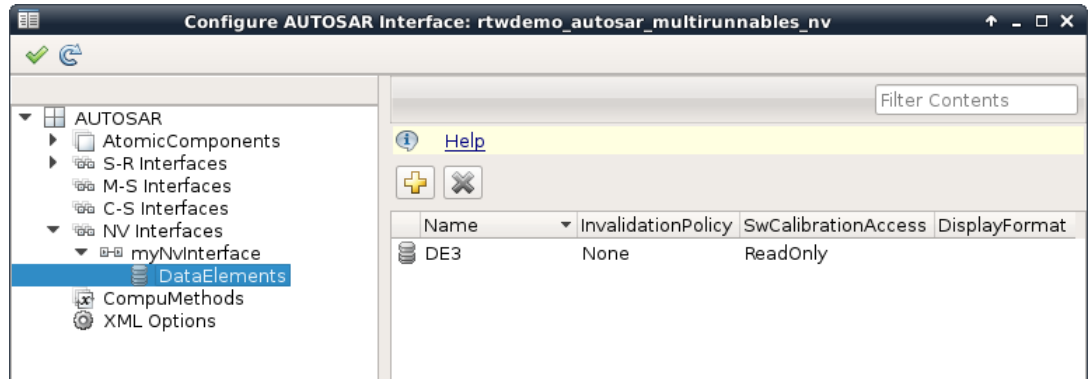 Configure AUTOSAR Interface: rtwdemo_autosar_multirunnables_nv
Filter Contents
AUTOSAR
AtomicComponents
S-R Interfaces
M-S Interfaces
C-S Interfaces
NV Interfaces
myNvInterface
DataElements
CompuMethods
XML Options
Help
Name InvalidationPolicy SwCalibrationAccess DisplayFormat
DE3 None ReadOnly